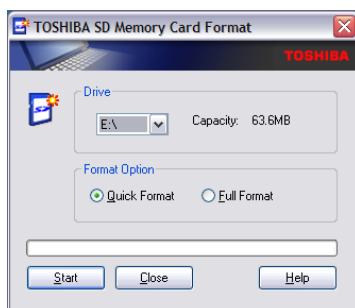 TOSHIBA SD Memory Card Format
TOSHIBA
Drive
E:\ Capacity: 63.6MB
Format Option
Quick Format Full Format
Start Close Help